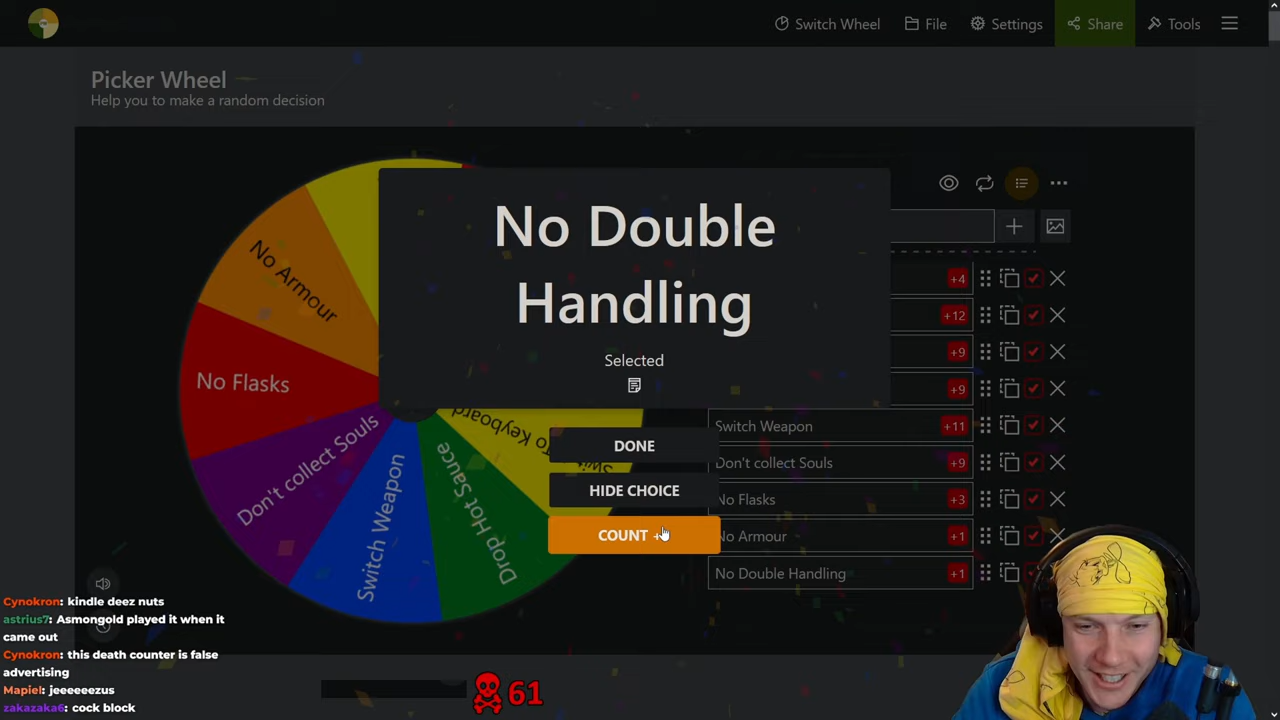 Switch Wheel
File
Settings
Share
Tools
Picker Wheel
Help you to make a random decision
No Double
Handling
Selected
DONE
HIDE CHOICE
COUNT
No Armour
No Flasks
Don't collect Souls
Switch Weapon
Drop Hot Sauce
To Keyboard
+4
+12
+9
+9
Switch Weapon +11
Don't collect Souls +9
No Flasks +3
No Armour +1
No Double Handling +1
Cynokron: kindle deez nuts
astrius7: Asmongold played it when it
came out
Cynokron: this death counter is false
advertising
Mapiel: jeeeeeezus
zakazaka6: cock block
61